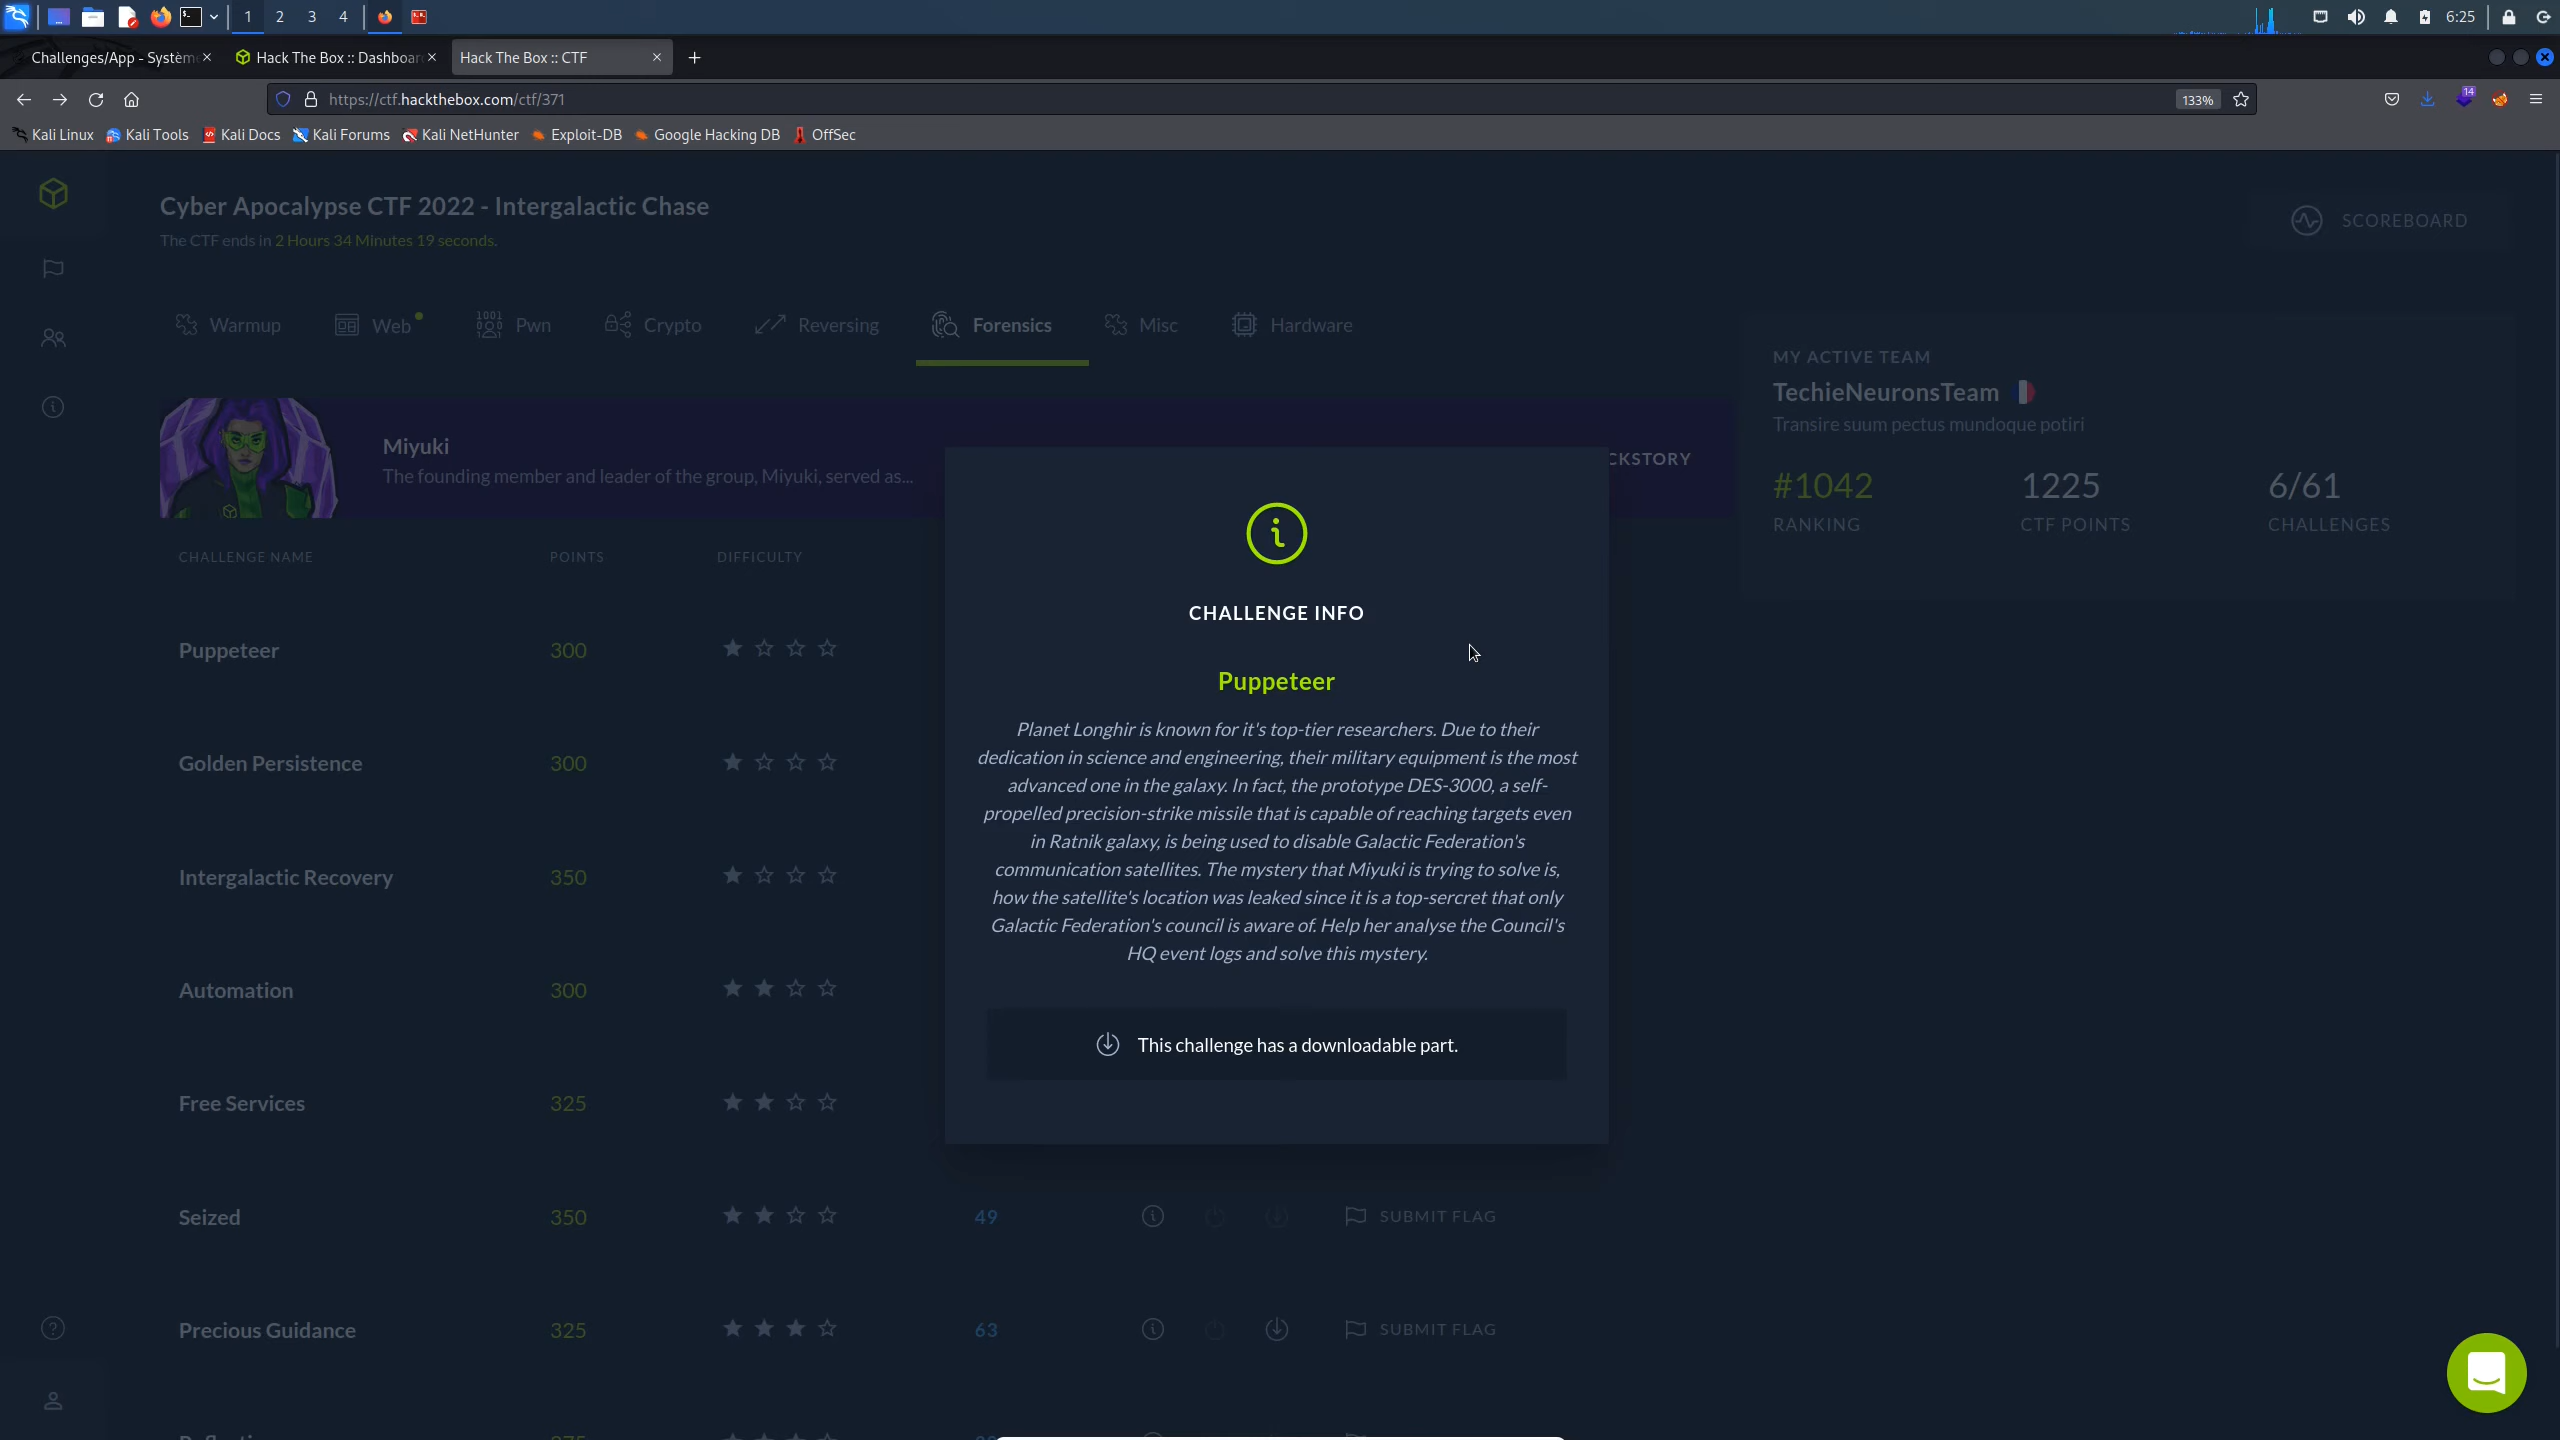 1 2 3 4 6:25
Challenges/App - Systèm
Hack The Box :: Dashboar
Hack The Box :: CTF
https://ctf.hackthebox.com/ctf/371
133%
14
Kali Linux Kali Tools Kali Docs Kali Forums Kali NetHunter Exploit-DB Google Hacking DB OffSec
Cyber Apocalypse CTF 2022 - Intergalactic Chase
The CTF ends in 2 Hours 34 Minutes 19 seconds.
SCOREBOARD
Warmup Web Pwn Crypto Reversing Forensics Misc Hardware
Miyuki
The founding member and leader of the group, Miyuki, served as...
CKSTORY
MY ACTIVE TEAM
TechieNeuronsTeam
Transire suum pectus mundoque potiri
#1042 1225 6/61
RANKING CTF POINTS CHALLENGES
CHALLENGE NAME POINTS DIFFICULTY
Puppeteer 300
Golden Persistence 300
Intergalactic Recovery 350
Automation 300
Free Services 325
Seized 350 49 SUBMIT FLAG
Precious Guidance 325 63 SUBMIT FLAG
CHALLENGE INFO
Puppeteer
Planet Longhir is known for it's top-tier researchers. Due to their
dedication in science and engineering, their military equipment is the most
advanced one in the galaxy. In fact, the prototype DES-3000, a self-
propelled precision-strike missile that is capable of reaching targets even
in Ratnik galaxy, is being used to disable Galactic Federation's
communication satellites. The mystery that Miyuki is trying to solve is,
how the satellite's location was leaked since it is a top-sercret that only
Galactic Federation's council is aware of. Help her analyse the Council's
HQ event logs and solve this mystery.
This challenge has a downloadable part.